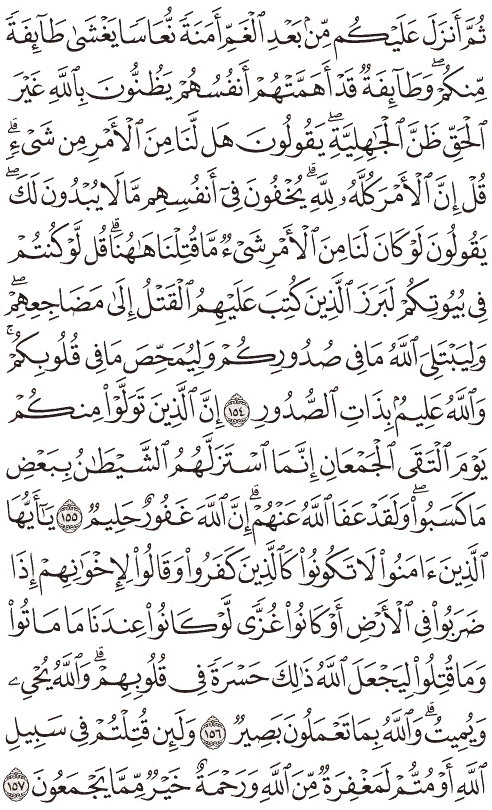 ثُمَّ أَنزَلَ عَلَيْكُم مِّنۢ بَعْدِ ٱلْغَمِّ أَمَنَةً نُّعَاسًا يَغْشَىٰ طَآئِفَةً
مِّنكُمْ ۖ وَطَآئِفَةٌ قَدْ أَهَمَّتْهُمْ أَنفُسُهُمْ يَظُنُّونَ بِٱللَّهِ غَيْرَ
ٱلْحَقِّ ظَنَّ ٱلْجَٰهِلِيَّةِ ۖ يَقُولُونَ هَل لَّنَا مِنَ ٱلْأَمْرِ مِن شَىْءٍ ۗ
قُلْ إِنَّ ٱلْأَمْرَ كُلَّهُۥ لِلَّهِ ۗ يُخْفُونَ فِىٓ أَنفُسِهِم مَّا لَا يُبْدُونَ لَكَ ۖ
يَقُولُونَ لَوْ كَانَ لَنَا مِنَ ٱلْأَمْرِ شَىْءٌ مَّا قُتِلْنَا هَٰهُنَا ۗ قُل لَّوْ كُنتُمْ
فِى بُيُوتِكُمْ لَبَرَزَ ٱلَّذِينَ كُتِبَ عَلَيْهِمُ ٱلْقَتْلُ إِلَىٰ مَضَاجِعِهِمْ ۖ
وَلِيَبْتَلِىَ ٱللَّهُ مَا فِى صُدُورِكُمْ وَلِيُمَحِّصَ مَا فِى قُلُوبِكُمْ ۗ
وَٱللَّهُ عَلِيمٌۢ بِذَاتِ ٱلصُّدُورِ ١٥٤ إِنَّ ٱلَّذِينَ تَوَلَّوْا۟ مِنكُمْ
يَوْمَ ٱلْتَقَى ٱلْجَمْعَانِ إِنَّمَا ٱسْتَزَلَّهُمُ ٱلشَّيْطَٰنُ بِبَعْضِ
مَا كَسَبُوا۟ ۖ وَلَقَدْ عَفَا ٱللَّهُ عَنْهُمْ ۗ إِنَّ ٱللَّهَ غَفُورٌ حَلِيمٌ ١٥٥ يَٰٓأَيُّهَا
ٱلَّذِينَ ءَامَنُوا۟ لَا تَكُونُوا۟ كَٱلَّذِينَ كَفَرُوا۟ وَقَالُوا۟ لِإِخْوَٰنِهِمْ إِذَا
ضَرَبُوا۟ فِى ٱلْأَرْضِ أَوْ كَانُوا۟ غُزًّى لَّوْ كَانُوا۟ عِندَنَا مَا مَاتُوا۟
وَمَا قُتِلُوا۟ لِيَجْعَلَ ٱللَّهُ ذَٰلِكَ حَسْرَةً فِى قُلُوبِهِمْ ۗ وَٱللَّهُ يُحْىِۦ
وَيُمِيتُ ۗ وَٱللَّهُ بِمَا تَعْمَلُونَ بَصِيرٌ ١٥٦ وَلَئِن قُتِلْتُمْ فِى سَبِيلِ
ٱللَّهِ أَوْ مُتُّمْ لَمَغْفِرَةٌ مِّنَ ٱللَّهِ وَرَحْمَةٌ خَيْرٌ مِّمَّا يَجْمَعُونَ ١٥٧